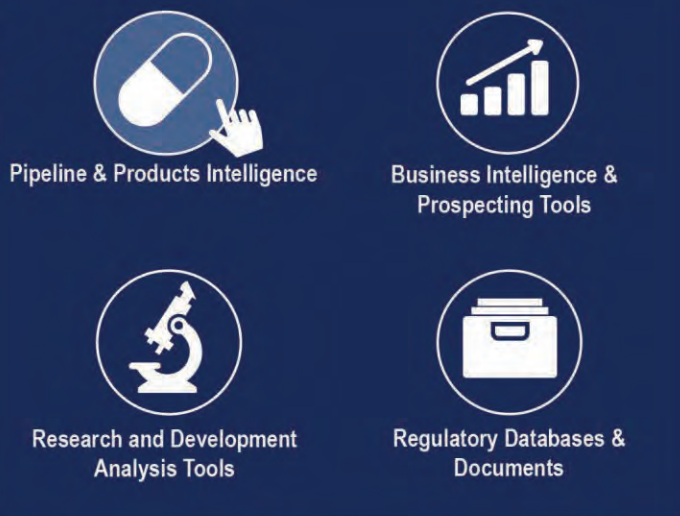 Pipeline & Products Intelligence
Business Intelligence &
Prospecting Tools
Research and Development
Analysis Tools
Regulatory Databases &
Documents